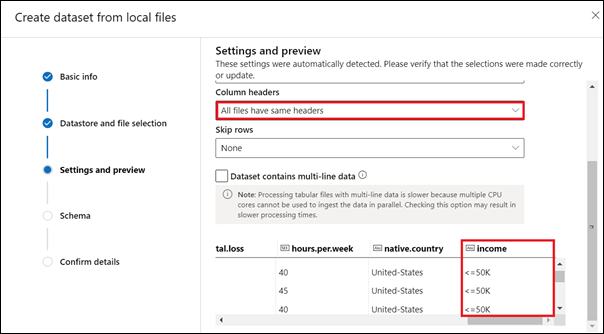 Create dataset from local files
Basic info
Datastore and file selection
Settings and preview
Schema
Confirm details
Settings and preview
These settings were automatically detected. Please verify that the selections were made correctly
or update.
Column headers
All files have same headers
Skip rows
None
Dataset contains multi-line data
Note: Processing tabular files with multi-line data is slower because multiple CPU
cores cannot be used to ingest the data in parallel. Checking this option may result in
slower processing times.
tal.loss hours.per.week native.country income
40 United-States <=50K
45 United-States <=50K
40 United-States <=50K